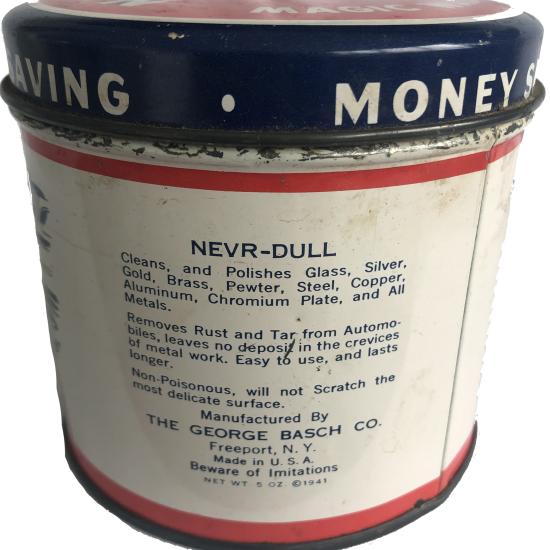 MAGIC
AVING • MONEY S
NEVR-DULL
Cleans, and Polishes Glass, Silver,
Gold, Brass, Pewter, Steel, Copper,
Aluminum, Chromium Plate, and All
Metals.
Removes Rust and Tar from Automo-
biles, leaves no deposit in the crevices
of metal work. Easy to use, and lasts
longer.
Non-Poisonous, will not Scratch the
most delicate surface.
Manufactured By
THE GEORGE BASCH CO.
Freeport, N. Y.
Made in U. S. A.
Beware of Imitations
NET WT 5 OZ. ©1941